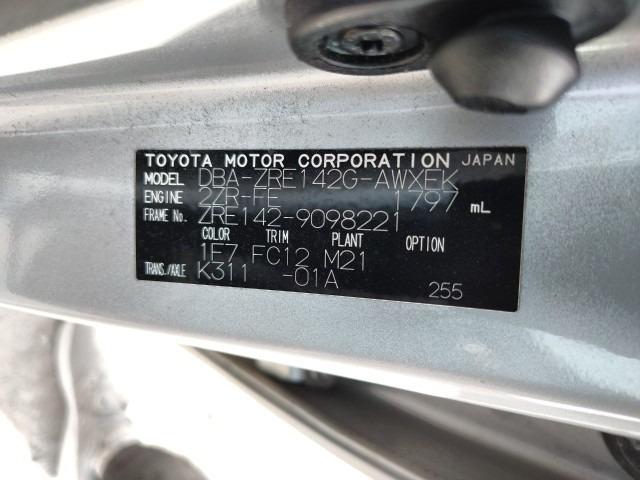 TOYOTA MOTOR CORPORATION JAPAN
MODEL DBA-ZRE142G-AWXEK
ENGINE 2ZR-FE 1797 mL
FRAME No. ZRE142-9098221
COLOR TRIM PLANT OPTION
1E7 FC12 M21
TRANS./AXLE K311 -01A
255